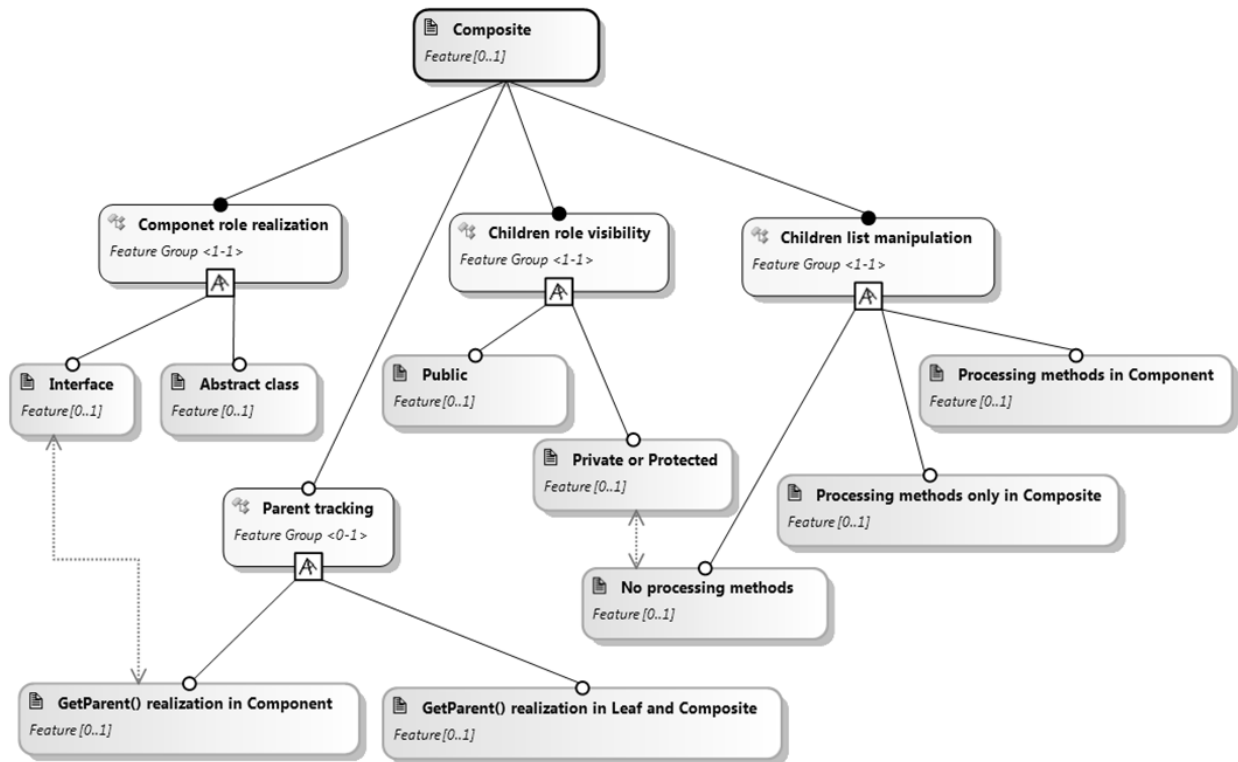 Composite
Feature [0..1]
Componet role realization
Feature Group <1-1>
Children role visibility
Feature Group <1-1>
Children list manipulation
Feature Group <1-1>
Interface
Feature [0..1]
Abstract class
Feature [0..1]
Public
Feature [0..1]
Processing methods in Component
Feature [0..1]
Private or Protected
Feature [0..1]
Processing methods only in Composite
Feature [0..1]
Parent tracking
Feature Group <0-1>
No processing methods
Feature [0..1]
GetParent() realization in Component
Feature [0..1]
GetParent() realization in Leaf and Composite
Feature [0..1]